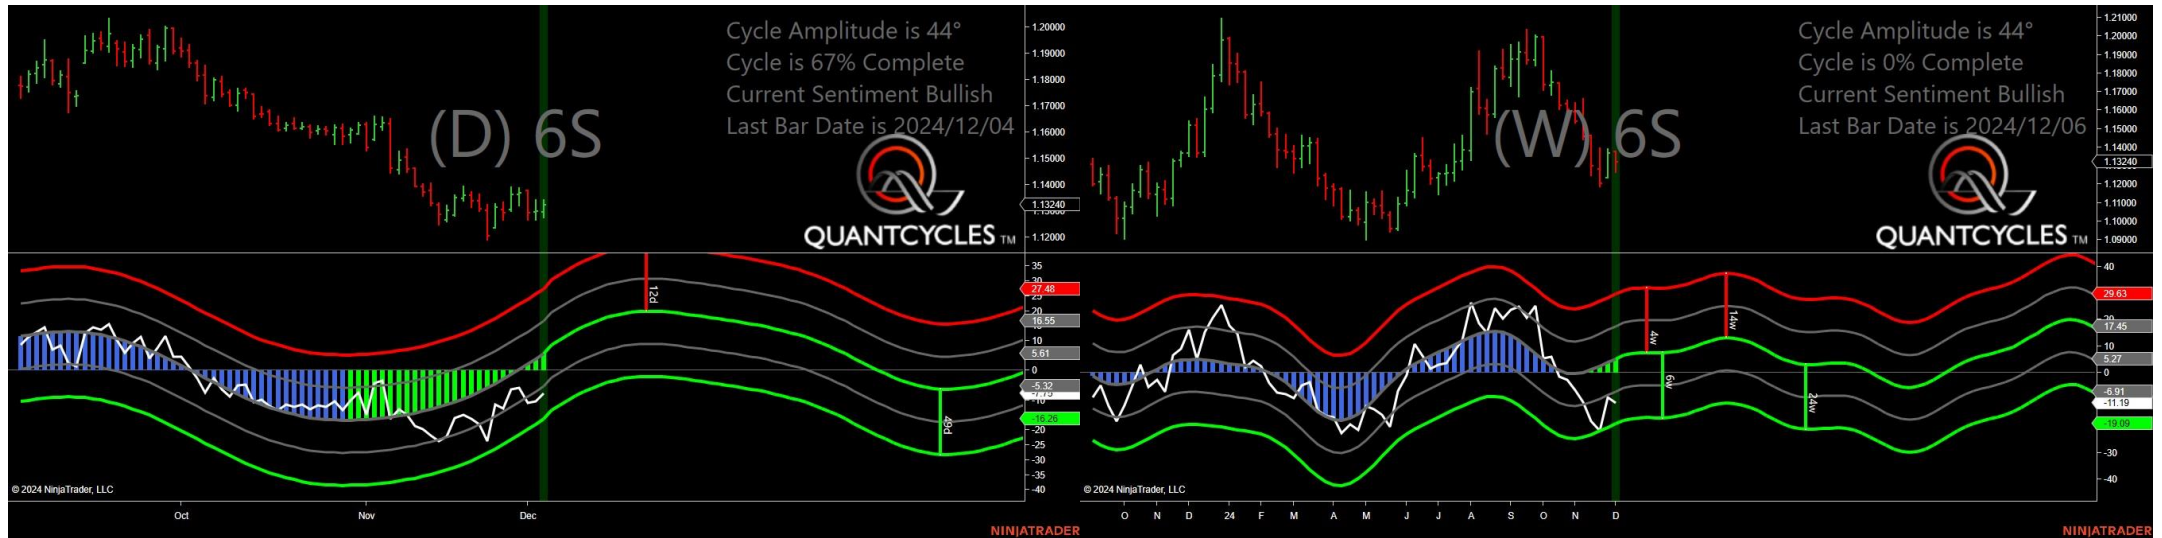 Cycle Amplitude is 44°
Cycle is 67% Complete
Current Sentiment Bullish
Last Bar Date is 2024/12/04
(D) 6S
QUANTCYCLES TM
1.20000
1.19000
1.18000
1.17000
1.16000
1.15000
1.14000
1.13240
1.12000
35
30
27.48
25
20
16.55
10
5.61
0
-5.32
-7.75
-10
-16.26
-20
-25
-30
-35
-40
12d
49d
© 2024 NinjaTrader, LLC
Oct
Nov
Dec
NINJATRADER
Cycle Amplitude is 44°
Cycle is 0% Complete
Current Sentiment Bullish
Last Bar Date is 2024/12/06
(W) 6S
QUANTCYCLES TM
1.21000
1.20000
1.19000
1.18000
1.17000
1.16000
1.15000
1.14000
1.13240
1.12000
1.11000
1.10000
1.09000
40
29.63
20
17.45
10
5.27
0
-6.91
-11.19
-19.09
-30
-40
4w
14w
6w
24w
© 2024 NinjaTrader, LLC
O
N
D
24
F
M
A
M
J
J
A
S
O
N
D
NINJATRADER